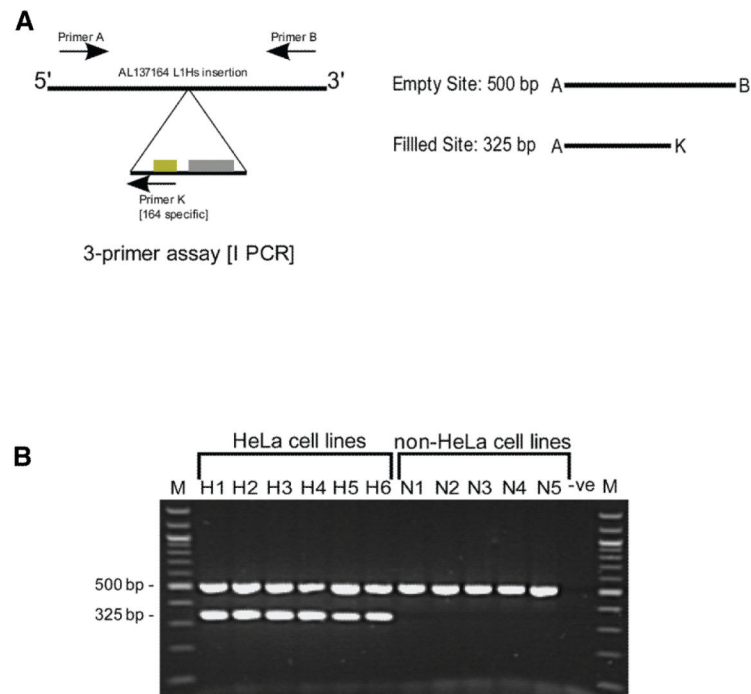 A
Primer A
Primer B
AL137164 L1Hs insertion
5'
3'
Primer K
[164 specific]
3-primer assay [I PCR]
Empty Site: 500 bp A B
Fillled Site: 325 bp A K
B
HeLa cell lines non-HeLa cell lines
M H1 H2 H3 H4 H5 H6 N1 N2 N3 N4 N5 -ve M
500 bp -
325 bp -